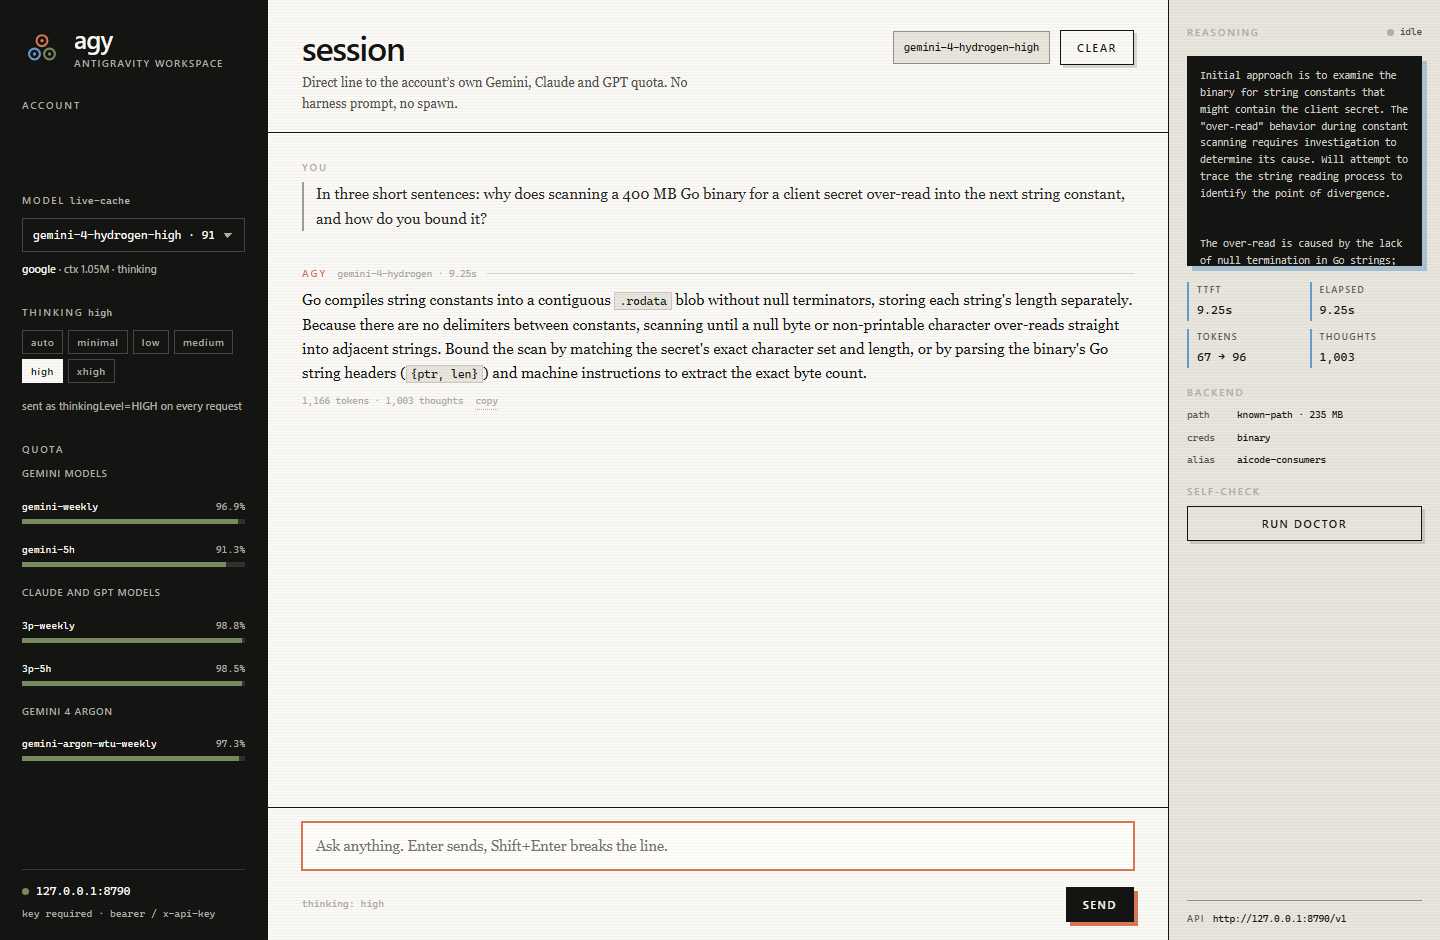 agy
ANTIGRAVITY WORKSPACE
ACCOUNT
MODEL live-cache
gemini-4-hydrogen-high · 91
google · ctx 1.05M · thinking
THINKING high
auto
minimal
low
medium
high
xhigh
sent as thinkingLevel=HIGH on every request
QUOTA
GEMINI MODELS
gemini-weekly 96.9%
gemini-5h 91.3%
CLAUDE AND GPT MODELS
3p-weekly 98.8%
3p-5h 98.5%
GEMINI 4 ARGON
gemini-argon-wtu-weekly 97.3%
127.0.0.1:8790
key required · bearer / x-api-key
session
Direct line to the account's own Gemini, Claude and GPT quota. No
harness prompt, no spawn.
gemini-4-hydrogen-high
CLEAR
YOU
In three short sentences: why does scanning a 400 MB Go binary for a client secret over-read into the next string constant,
and how do you bound it?
AGY gemini-4-hydrogen · 9.25s
Go compiles string constants into a contiguous .rodata blob without null terminators, storing each string's length separately.
Because there are no delimiters between constants, scanning until a null byte or non-printable character over-reads straight
into adjacent strings. Bound the scan by matching the secret's exact character set and length, or by parsing the binary's Go
string headers ({ptr, len}) and machine instructions to extract the exact byte count.
1,166 tokens · 1,003 thoughts copy
Ask anything. Enter sends, Shift+Enter breaks the line.
thinking: high
SEND
REASONING
idle
Initial approach is to examine the
binary for string constants that
might contain the client secret. The
"over-read" behavior during constant
scanning requires investigation to
determine its cause. Will attempt to
trace the string reading process to
identify the point of divergence.
The over-read is caused by the lack
of null termination in Go strings;
TTFT
9.25s
ELAPSED
9.25s
TOKENS
67 → 96
THOUGHTS
1,003
BACKEND
path known-path · 235 MB
creds binary
alias aicode-consumers
SELF-CHECK
RUN DOCTOR
API http://127.0.0.1:8790/v1